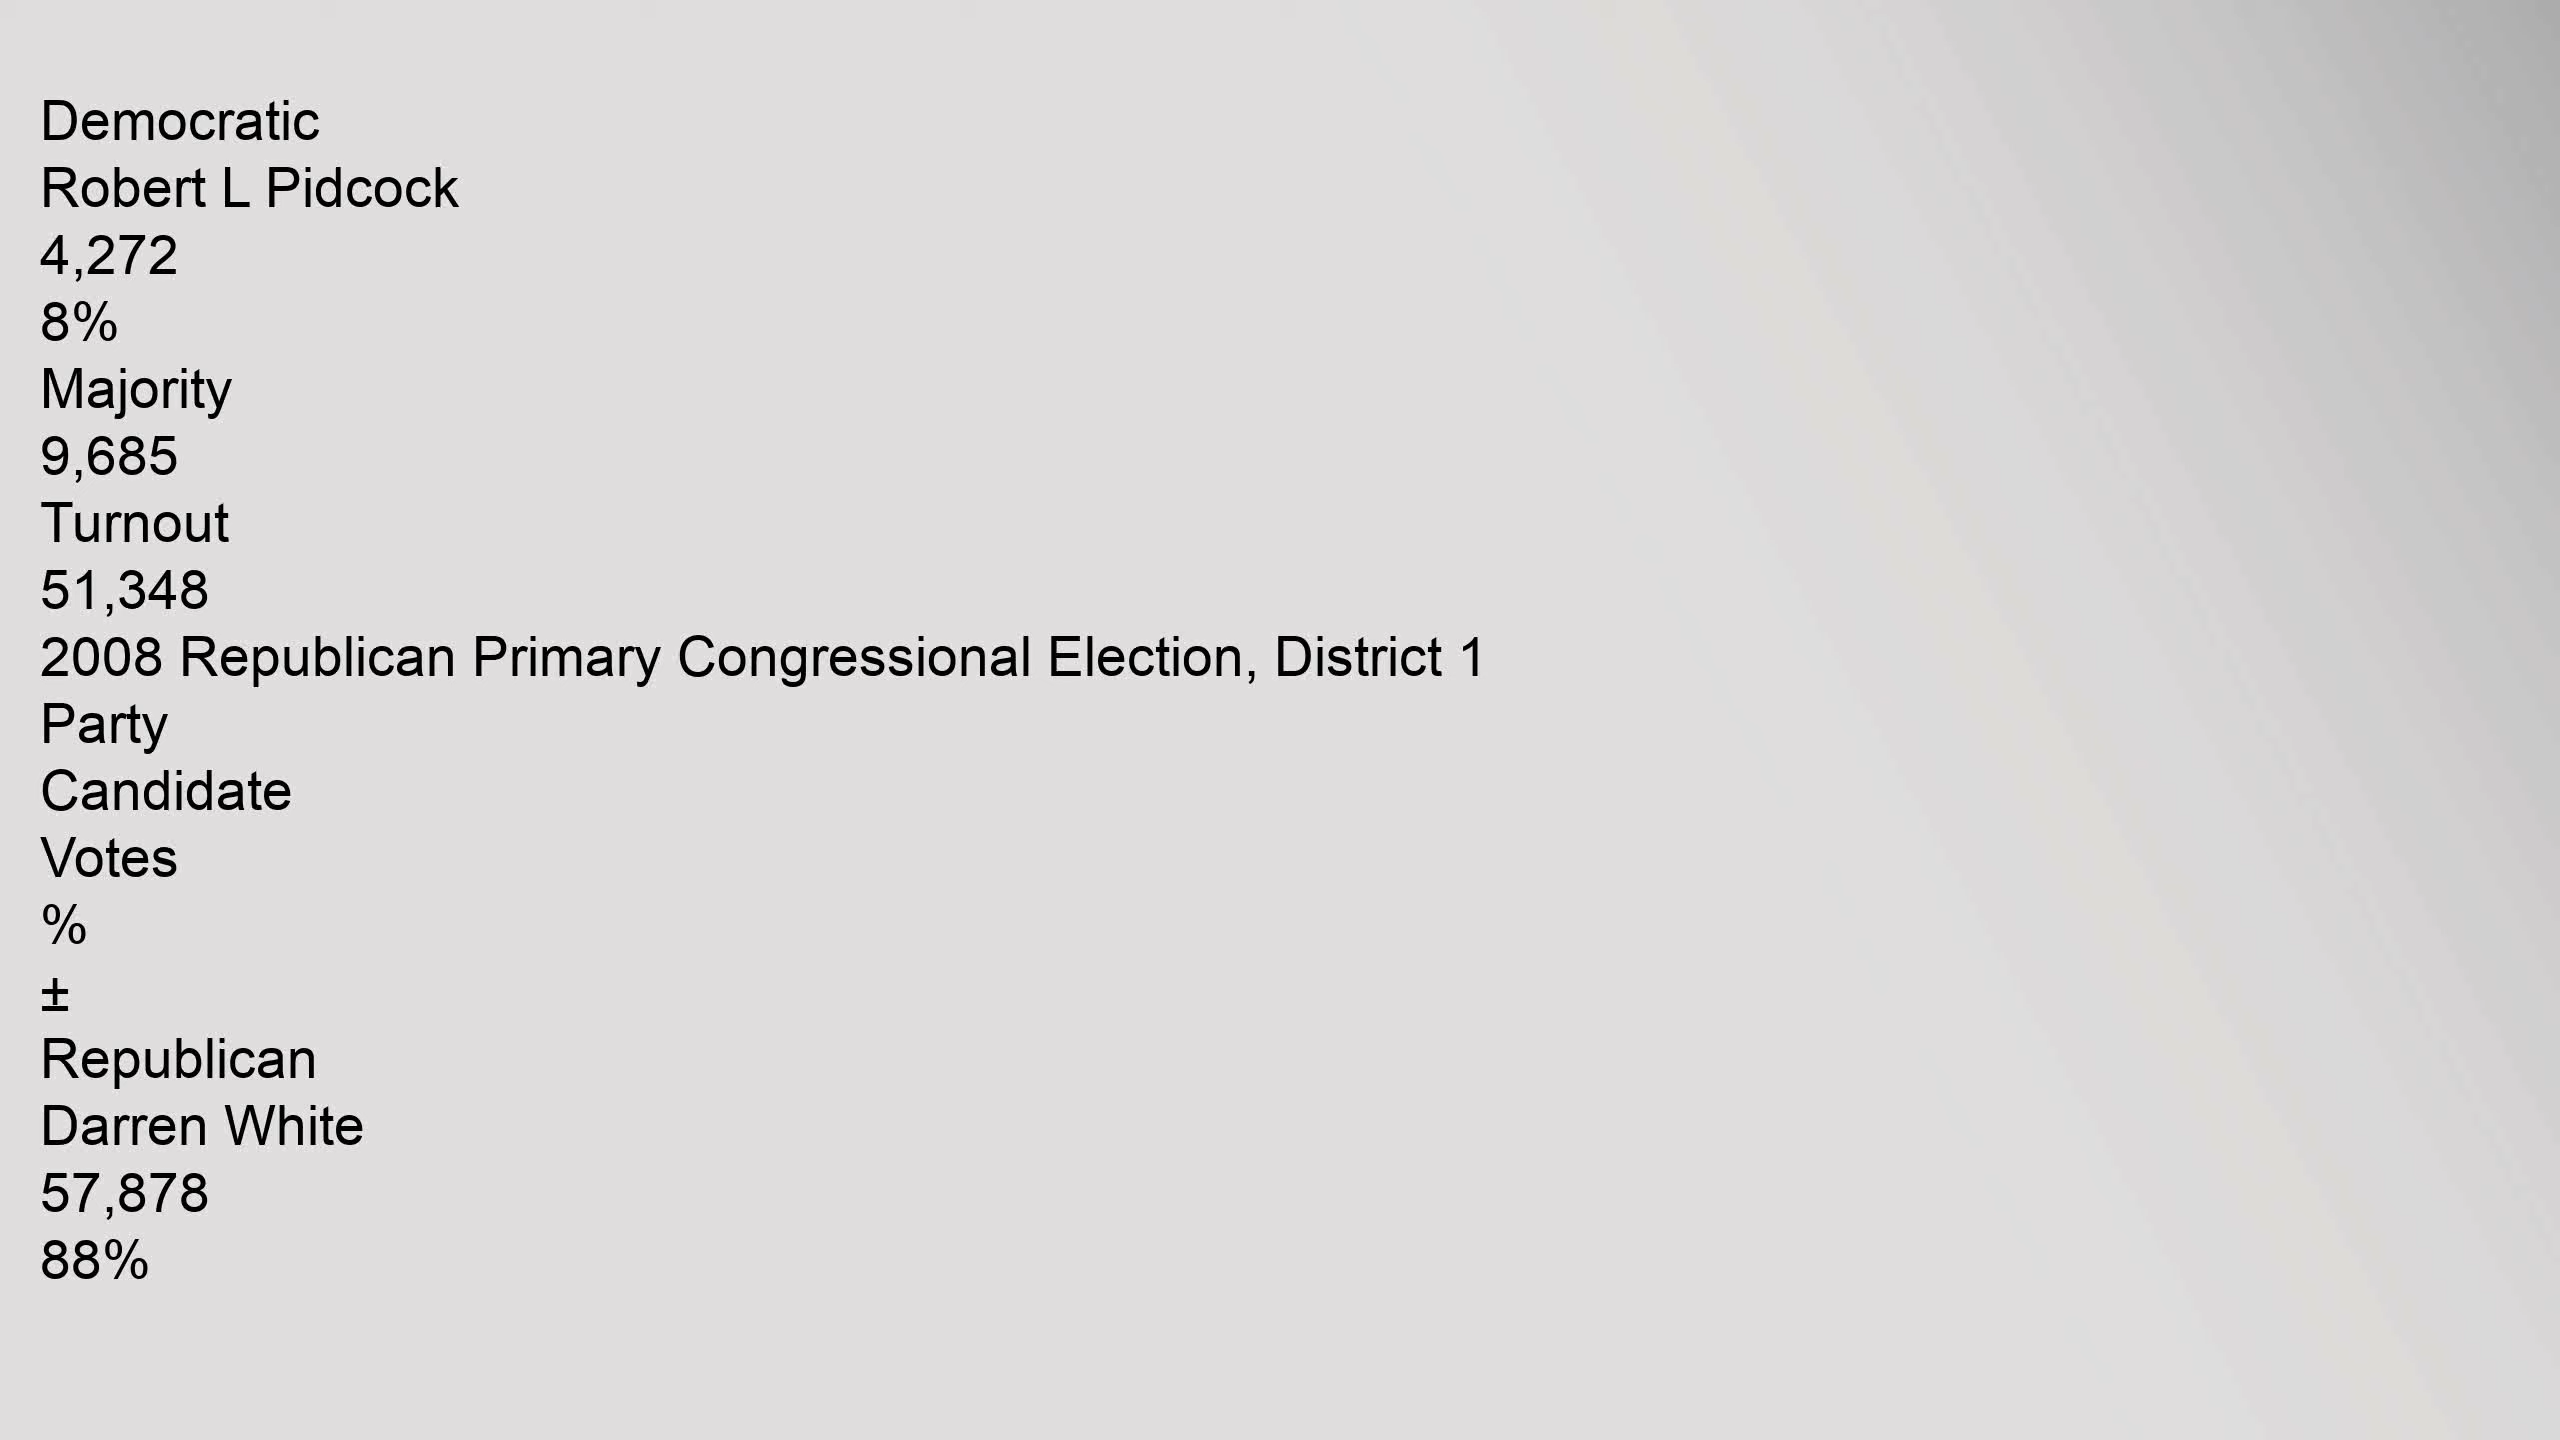 Democratic
Robert L Pidcock
4,272
8%
Majority
9,685
Turnout
51,348
2008 Republican Primary Congressional Election, District 1
Party
Candidate
Votes
%
±
Republican
Darren White
57,878
88%